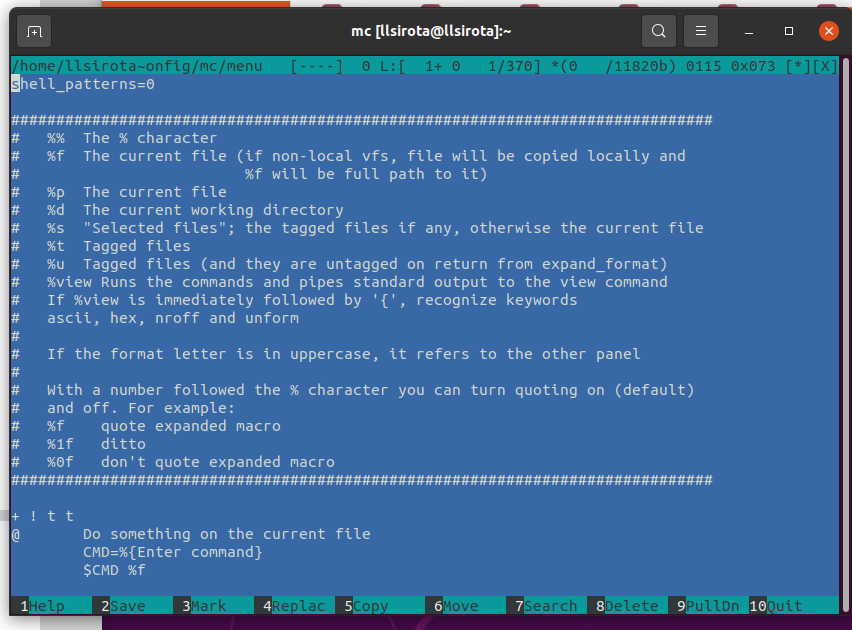 mc [llsirota@llsirota]:~
/home/llsirota~onfig/mc/menu   [----]  0 L:[  1+ 0   1/370] *(0   /11820b) 0115 0x073 [*][X]
shell_patterns=0
##############################################################################
#   %%  The % character
#   %f  The current file (if non-local vfs, file will be copied locally and
#                         %f will be full path to it)
#   %p  The current file
#   %d  The current working directory
#   %s  "Selected files"; the tagged files if any, otherwise the current file
#   %t  Tagged files
#   %u  Tagged files (and they are untagged on return from expand_format)
#   %view Runs the commands and pipes standard output to the view command
#   If %view is immediately followed by '{', recognize keywords
#   ascii, hex, nroff and unform
#
#   If the format letter is in uppercase, it refers to the other panel
#
#   With a number followed the % character you can turn quoting on (default)
#   and off. For example:
#   %f    quote expanded macro
#   %1f   ditto
#   %0f   don't quote expanded macro
##############################################################################
+ ! t t
@       Do something on the current file
        CMD=%{Enter command}
        $CMD %f
1Help 2Save 3Mark 4Replac 5Copy 6Move 7Search 8Delete 9PullDn 10Quit